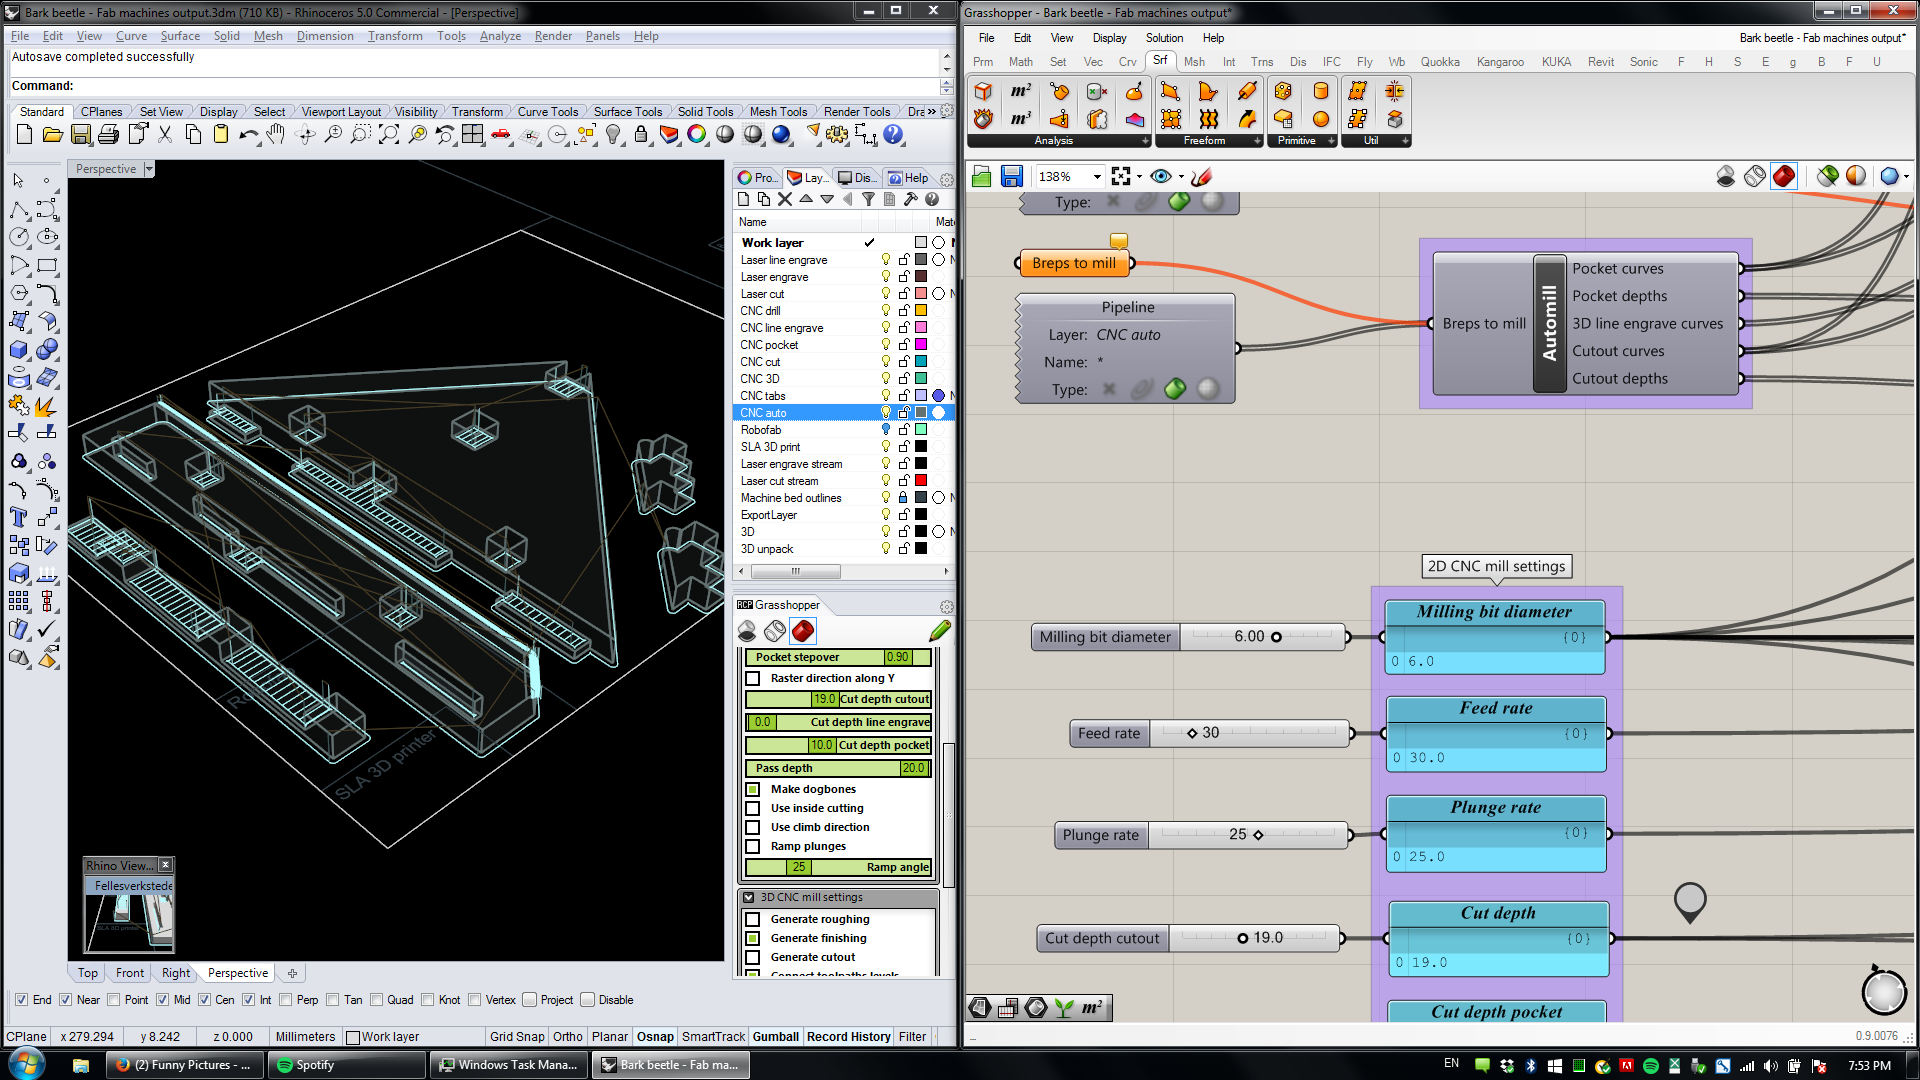 Bark beetle - Fab machines output.3dm (710 KB) - Rhinoceros 5.0 Commercial - [Perspective]
File Edit View Curve Surface Solid Mesh Dimension Transform Tools Analyze Render Panels Help
Autosave completed successfully
Command:
Standard CPlanes Set View Display Select Viewport Layout Visibility Transform Curve Tools Surface Tools Solid Tools Mesh Tools Render Tools Dra »
Perspective
SLA 3D printer
Rhino View...
Fellesverkstede
Top Front Right Perspective
End Near Point Mid Cen Int Perp Tan Quad Knot Vertex Project Disable
CPlane x 279.294 y 8.242 z 0.000 Millimeters Work layer Grid Snap Ortho Planar Osnap SmartTrack Gumball Record History Filter
Pro... Lay... Dis... Help
Name Mate
Work layer
Laser line engrave
Laser engrave
Laser cut
CNC drill
CNC line engrave
CNC pocket
CNC cut
CNC 3D
CNC tabs
CNC auto
Robofab
SLA 3D print
Laser engrave stream
Laser cut stream
Machine bed outlines
ExportLayer
3D
3D unpack
RCP Grasshopper
Pocket stepover 0.90
Raster direction along Y
19.0 Cut depth cutout
0.0 Cut depth line engrave
10.0 Cut depth pocket
Pass depth 20.0
Make dogbones
Use inside cutting
Use climb direction
Ramp plunges
25 Ramp angle
3D CNC mill settings
Generate roughing
Generate finishing
Generate cutout
Connect toolpaths levels
Grasshopper - Bark beetle - Fab machines output*
File Edit View Display Solution Help
Bark beetle - Fab machines output*
Prm Math Set Vec Crv Srf Msh Int Trns Dis IFC Fly Wb Quokka Kangaroo KUKA Revit Sonic F H S E g B F U
m²
m³
Analysis Freeform Primitive Util
138%
Type:
Breps to mill
Pipeline
Layer: CNC auto
Name: *
Type:
Breps to mill
Automill
Pocket curves
Pocket depths
3D line engrave curves
Cutout curves
Cutout depths
2D CNC mill settings
Milling bit diameter 6.00
Milling bit diameter
{0}
0 6.0
Feed rate 30
Feed rate
{0}
0 30.0
Plunge rate 25
Plunge rate
{0}
0 25.0
Cut depth cutout 19.0
Cut depth
{0}
0 19.0
Cut depth pocket
m²
0.9.0076
(2) Funny Pictures - ...
Spotify
Windows Task Mana...
Bark beetle - Fab ma...
EN
7:53 PM